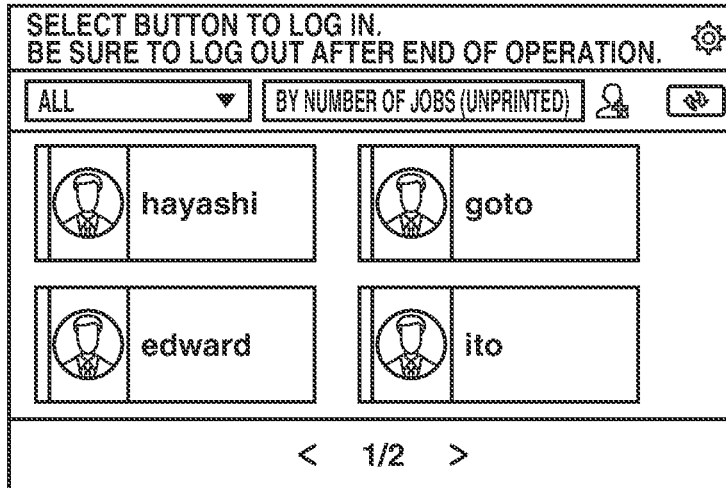 SELECT BUTTON TO LOG IN.
BE SURE TO LOG OUT AFTER END OF OPERATION.
ALL BY NUMBER OF JOBS (UNPRINTED)
hayashi goto
edward ito
< 1/2 >